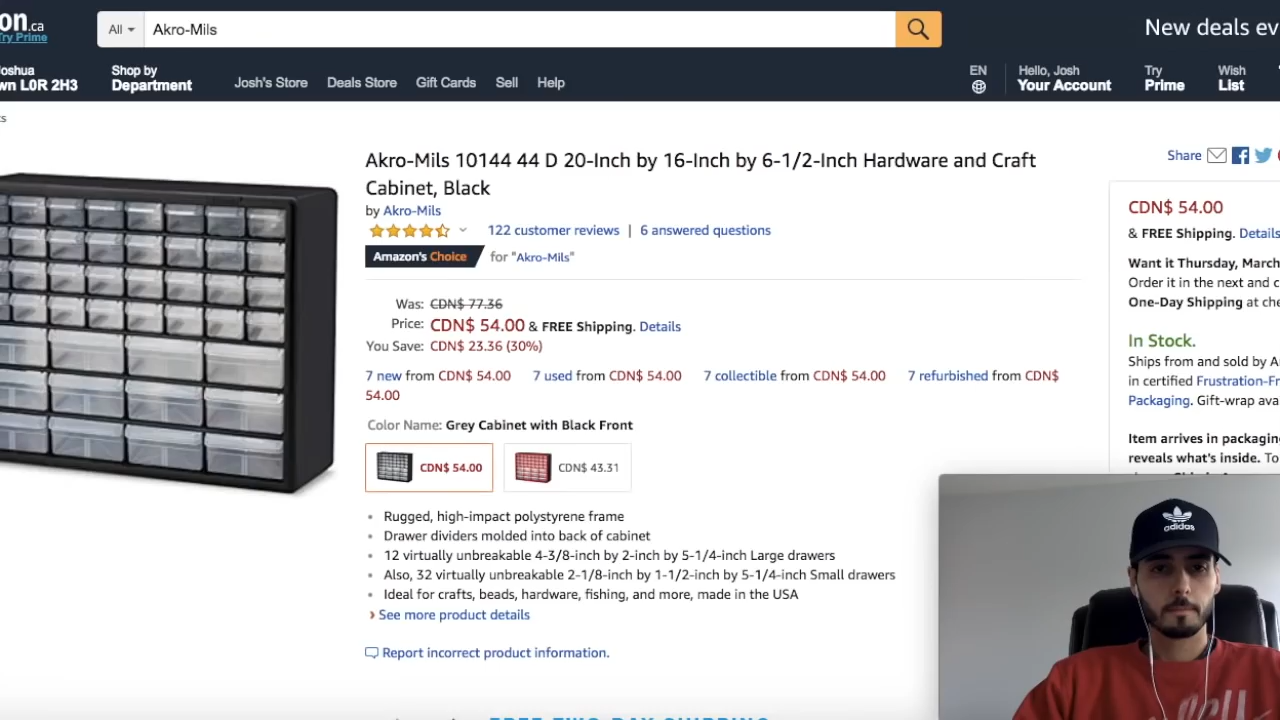 on.ca
Try Prime
All
Akro-Mils
New deals ev
oshua
wn L0R 2H3
Shop by
Department
Josh's Store
Deals Store
Gift Cards
Sell
Help
EN
Hello, Josh
Your Account
Try
Prime
Wish
List
Akro-Mils 10144 44 D 20-Inch by 16-Inch by 6-1/2-Inch Hardware and Craft
Cabinet, Black
by Akro-Mils
122 customer reviews | 6 answered questions
Amazon's Choice for "Akro-Mils"
Was: CDN$ 77.36
Price: CDN$ 54.00 & FREE Shipping. Details
You Save: CDN$ 23.36 (30%)
7 new from CDN$ 54.00 7 used from CDN$ 54.00 7 collectible from CDN$ 54.00 7 refurbished from CDN$
54.00
Color Name: Grey Cabinet with Black Front
CDN$ 54.00
CDN$ 43.31
Rugged, high-impact polystyrene frame
Drawer dividers molded into back of cabinet
12 virtually unbreakable 4-3/8-inch by 2-inch by 5-1/4-inch Large drawers
Also, 32 virtually unbreakable 2-1/8-inch by 1-1/2-inch by 5-1/4-inch Small drawers
Ideal for crafts, beads, hardware, fishing, and more, made in the USA
› See more product details
Report incorrect product information.
Share
CDN$ 54.00
& FREE Shipping. Details
Want it Thursday, March
Order it in the next and c
One-Day Shipping at che
In Stock.
Ships from and sold by A
in certified Frustration-Fr
Packaging. Gift-wrap ava
Item arrives in packaging
reveals what's inside. To
adidas